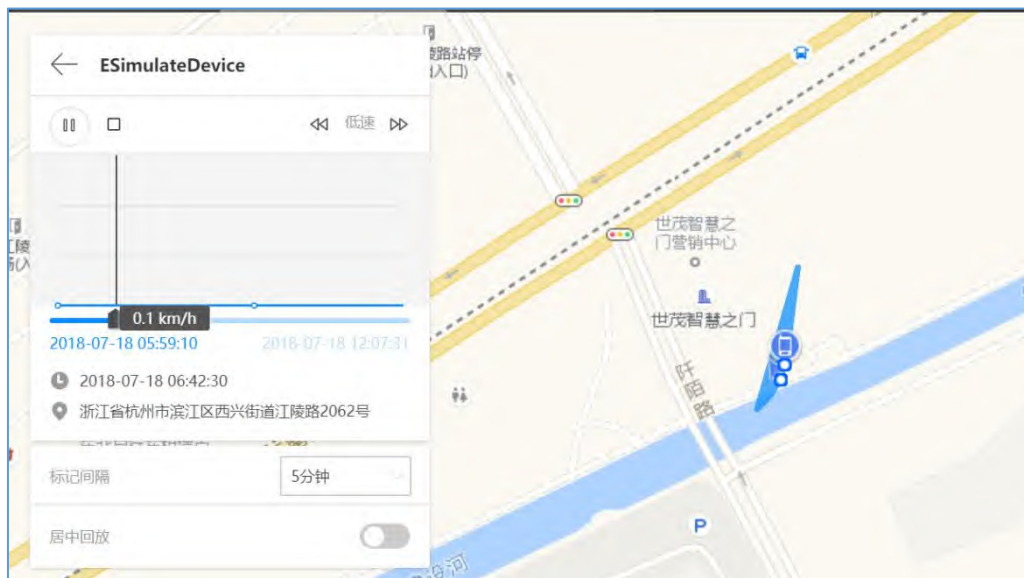 ESimulateDevice
低速
0.1 km/h
2018-07-18 05:59:10
2018-07-18 12:07:31
2018-07-18 06:42:30
浙江省杭州市滨江区西兴街道江陵路2062号
标记间隔
5分钟
居中回放
陵路站停
入口)
江陵
世茂智慧之
门营销中心
世茂智慧之门
阡陌路
P
河